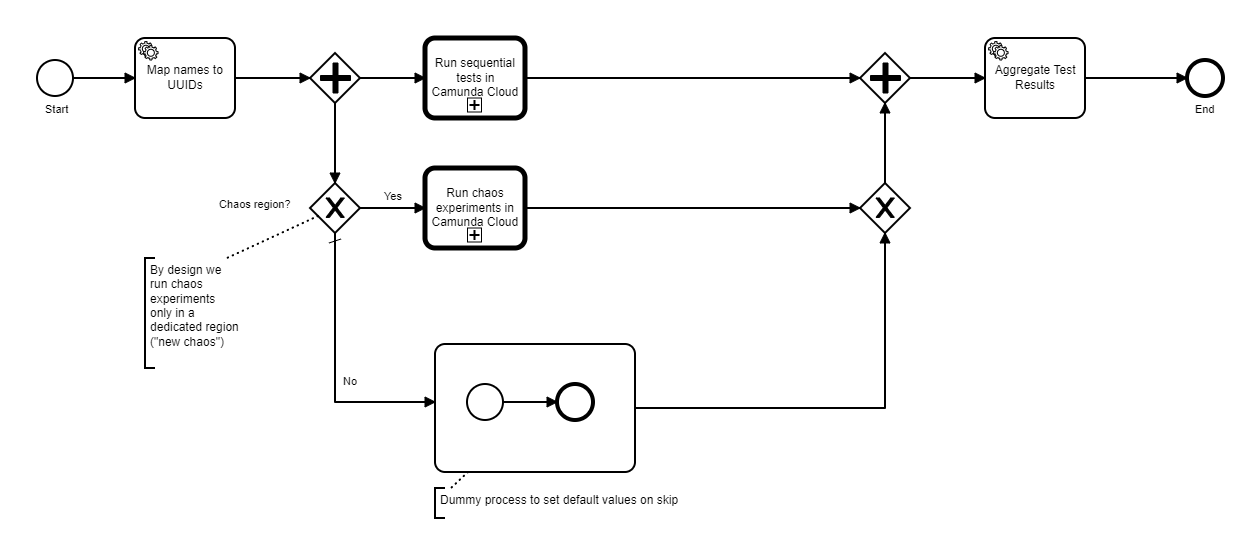 Start
Map names to
UUIDs
Run sequential
tests in
Camunda Cloud
Aggregate Test
Results
End
Chaos region?
Yes
Run chaos
experiments in
Camunda Cloud
By design we
run chaos
experiments
only in a
dedicated region
("new chaos")
No
Dummy process to set default values on skip